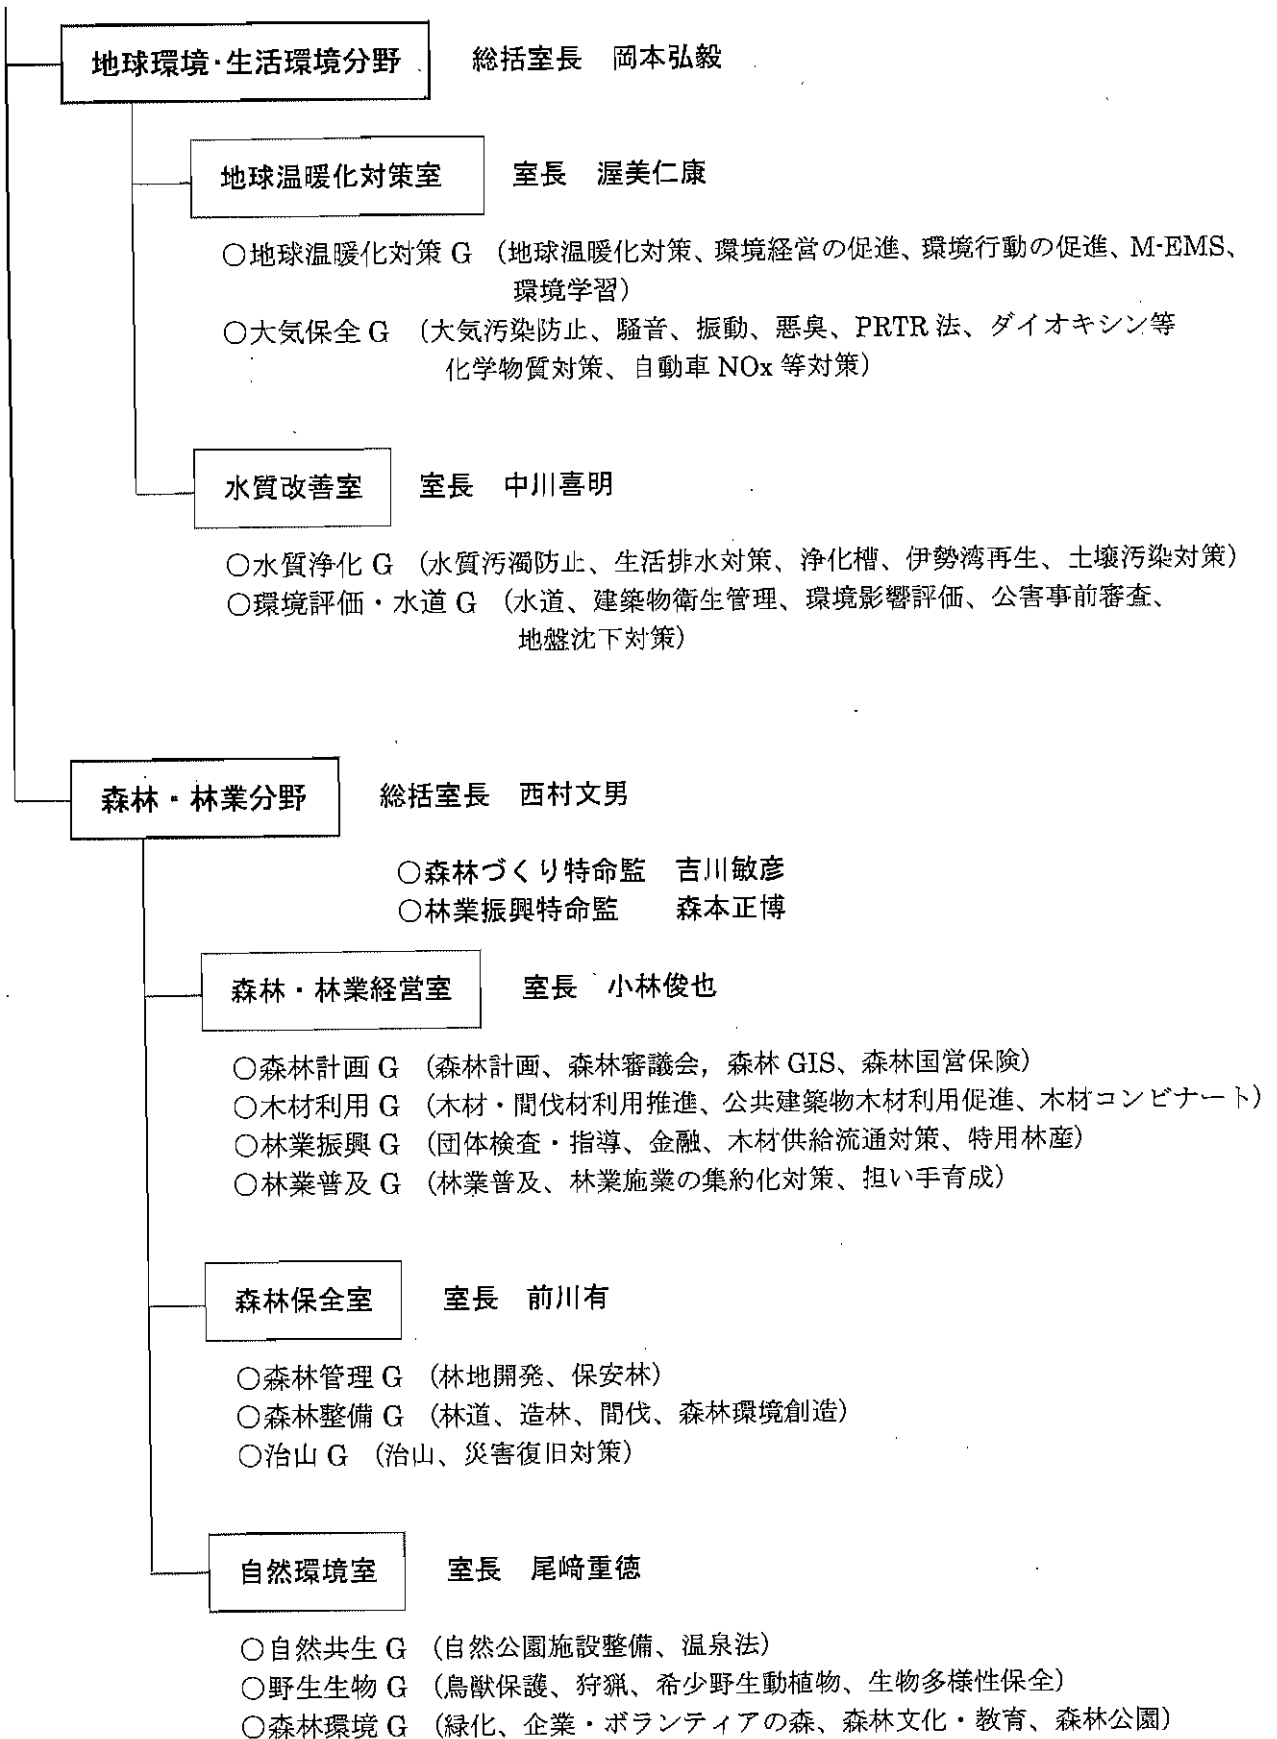 地球環境・生活環境分野 総括室長 岡本弘毅
地球温暖化対策室 室長 渥美仁康
○地球温暖化対策 G （地球温暖化対策、環境経営の促進、環境行動の促進、M-EMS、
環境学習）
○大気保全 G （大気汚染防止、騒音、振動、悪臭、PRTR 法、ダイオキシン等
化学物質対策、自動車 NOx 等対策）
水質改善室 室長 中川喜明
○水質浄化 G （水質汚濁防止、生活排水対策、浄化槽、伊勢湾再生、土壌汚染対策）
○環境評価・水道 G （水道、建築物衛生管理、環境影響評価、公害事前審査、
地盤沈下対策）
森林・林業分野 総括室長 西村文男
○森林づくり特命監 吉川敏彦
○林業振興特命監 森本正博
森林・林業経営室 室長 小林俊也
○森林計画 G （森林計画、森林審議会，森林 GIS、森林国営保険）
○木材利用 G （木材・間伐材利用推進、公共建築物木材利用促進、木材コンビナート）
○林業振興 G （団体検査・指導、金融、木材供給流通対策、特用林産）
○林業普及 G （林業普及、林業施業の集約化対策、担い手育成）
森林保全室 室長 前川有
○森林管理 G （林地開発、保安林）
○森林整備 G （林道、造林、間伐、森林環境創造）
○治山 G （治山、災害復旧対策）
自然環境室 室長 尾﨑重徳
○自然共生 G （自然公園施設整備、温泉法）
○野生生物 G （鳥獣保護、狩猟、希少野生動植物、生物多様性保全）
○森林環境 G （緑化、企業・ボランティアの森、森林文化・教育、森林公園）